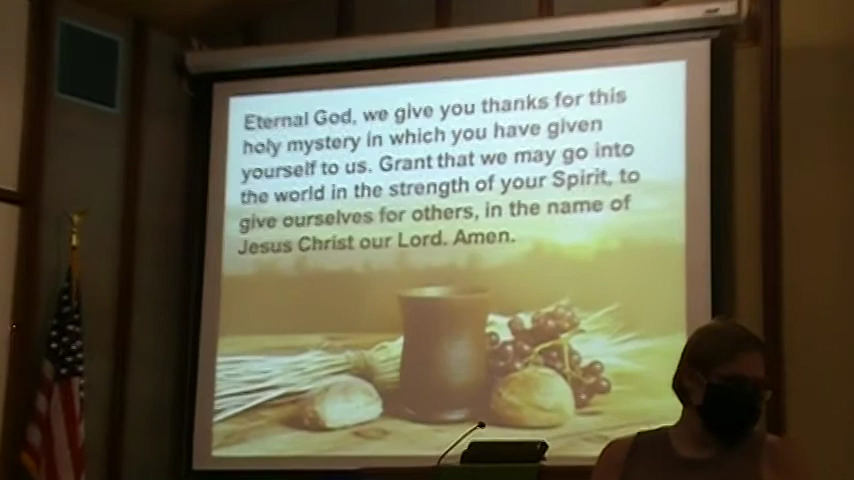 Eternal God, we give you thanks for this
holy mystery in which you have given
yourself to us. Grant that we may go into
the world in the strength of your Spirit, to
give ourselves for others, in the name of
Jesus Christ our Lord. Amen.